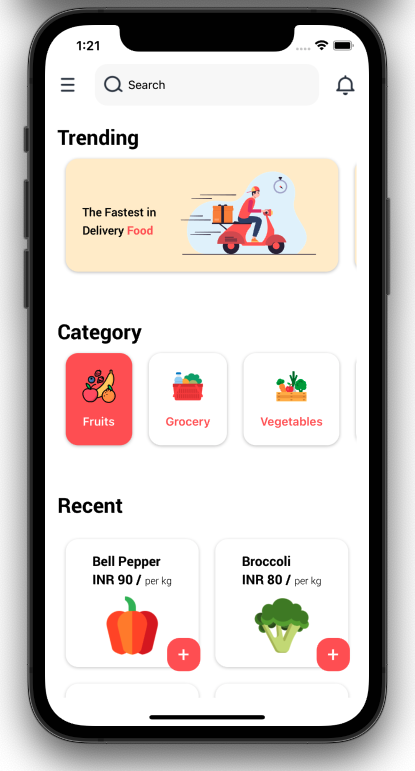 1:21
Search
Trending
The Fastest in
Delivery Food
Category
Fruits
Grocery
Vegetables
Recent
Bell Pepper
INR 90 / per kg
+
Broccoli
INR 80 / per kg
+